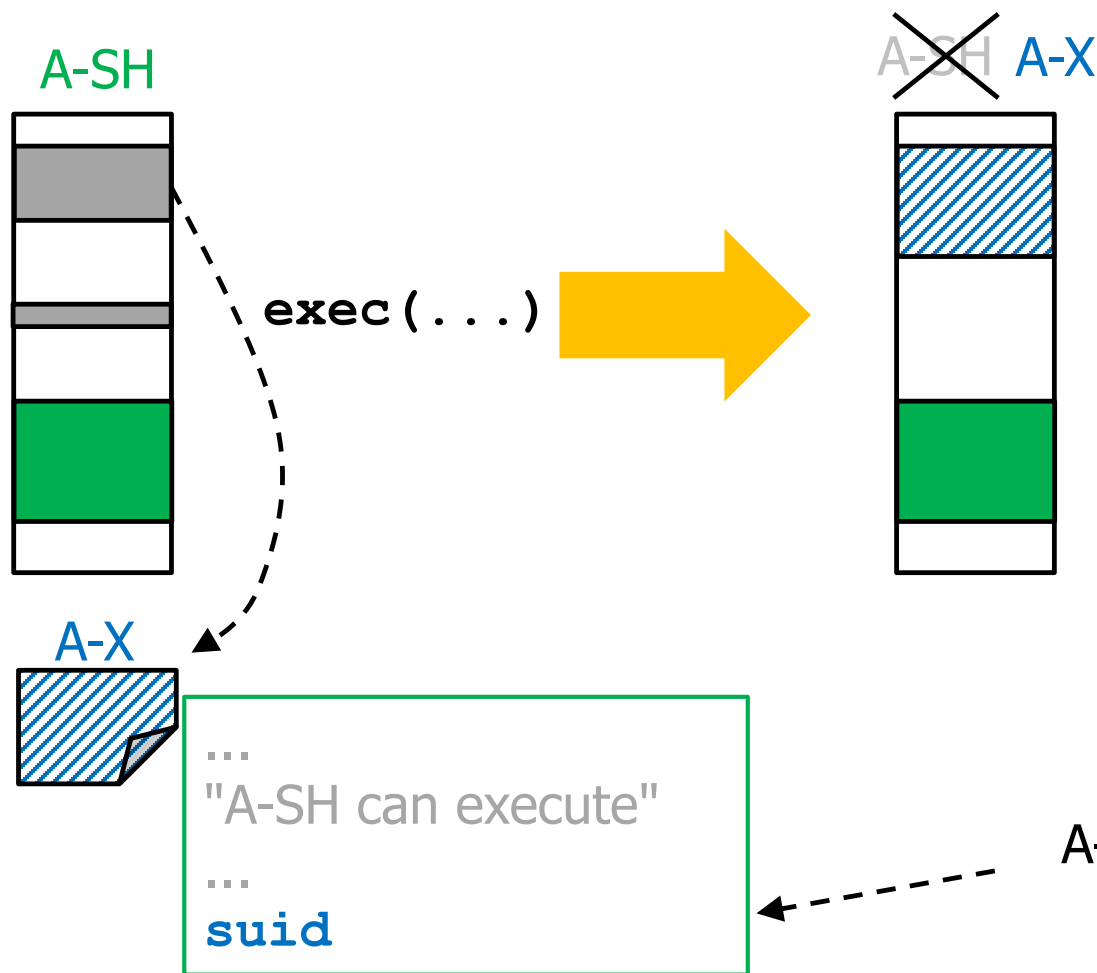 A-SH
A-SH A-X
exec(...)
A-X
...
"A-SH can execute"
...
suid
A-